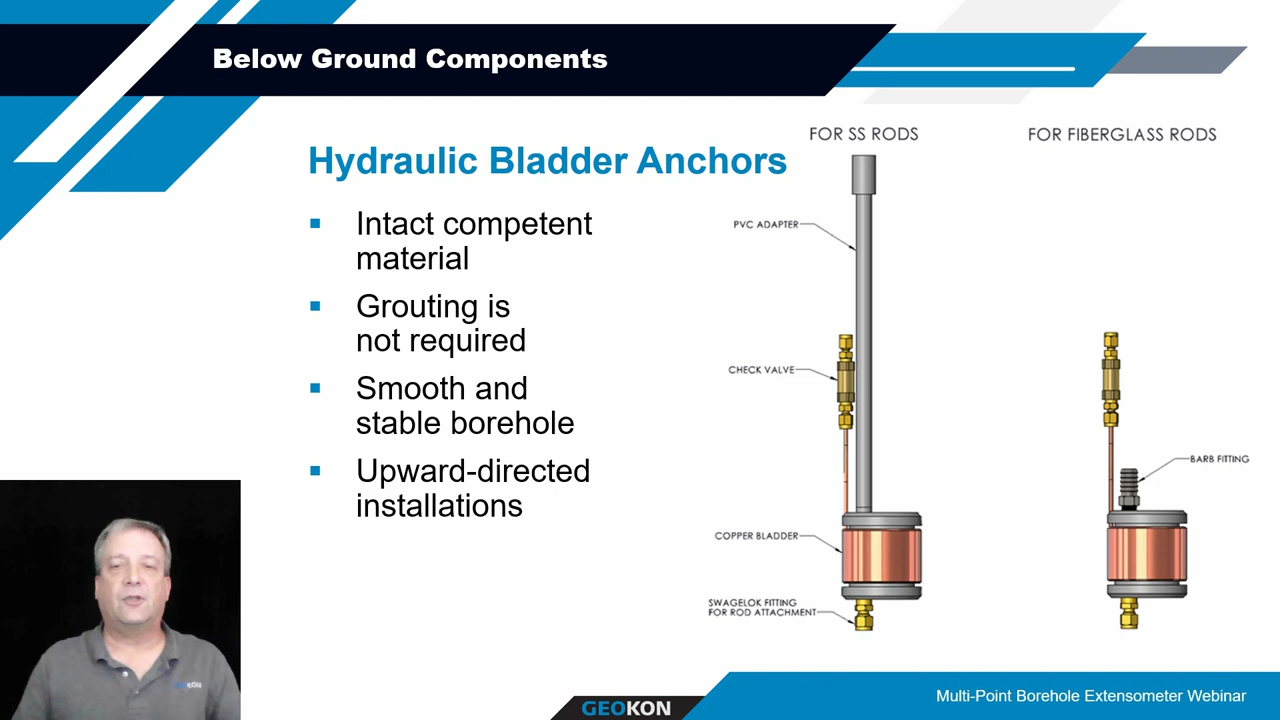 Below Ground Components
Hydraulic Bladder Anchors
Intact competent
material
Grouting is
not required
Smooth and
stable borehole
Upward-directed
installations
FOR SS RODS
FOR FIBERGLASS RODS
PVC ADAPTER
CHECK VALVE
BARB FITTING
COPPER BLADDER
SWAGELOK FITTING
FOR ROD ATTACHMENT
GEOKON
GEOKON
Multi-Point Borehole Extensometer Webinar